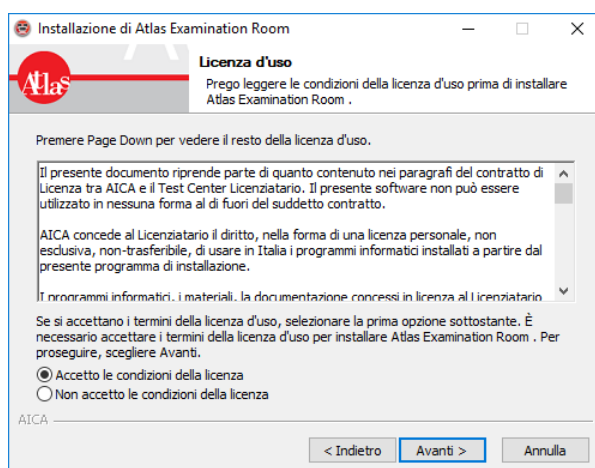 Installazione di Atlas Examination Room
Atlas
Licenza d'uso
Prego leggere le condizioni della licenza d'uso prima di installare
Atlas Examination Room .
Premere Page Down per vedere il resto della licenza d'uso.
Il presente documento riprende parte di quanto contenuto nei paragrafi del contratto di
Licenza tra AICA e il Test Center Licenziatario. Il presente software non può essere
utilizzato in nessuna forma al di fuori del suddetto contratto.
AICA concede al Licenziatario il diritto, nella forma di una licenza personale, non
esclusiva, non-trasferibile, di usare in Italia i programmi informatici installati a partire dal
presente programma di installazione.
I programmi informatici, i materiali, la documentazione concessi in licenza al Licenziatario
Se si accettano i termini della licenza d'uso, selezionare la prima opzione sottostante. È
necessario accettare i termini della licenza d'uso per installare Atlas Examination Room . Per
proseguire, scegliere Avanti.
Accetto le condizioni della licenza
Non accetto le condizioni della licenza
AICA
< Indietro
Avanti >
Annulla